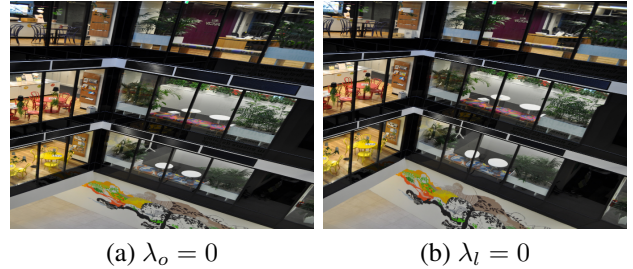 (a) λ_o = 0
(b) λ_l = 0